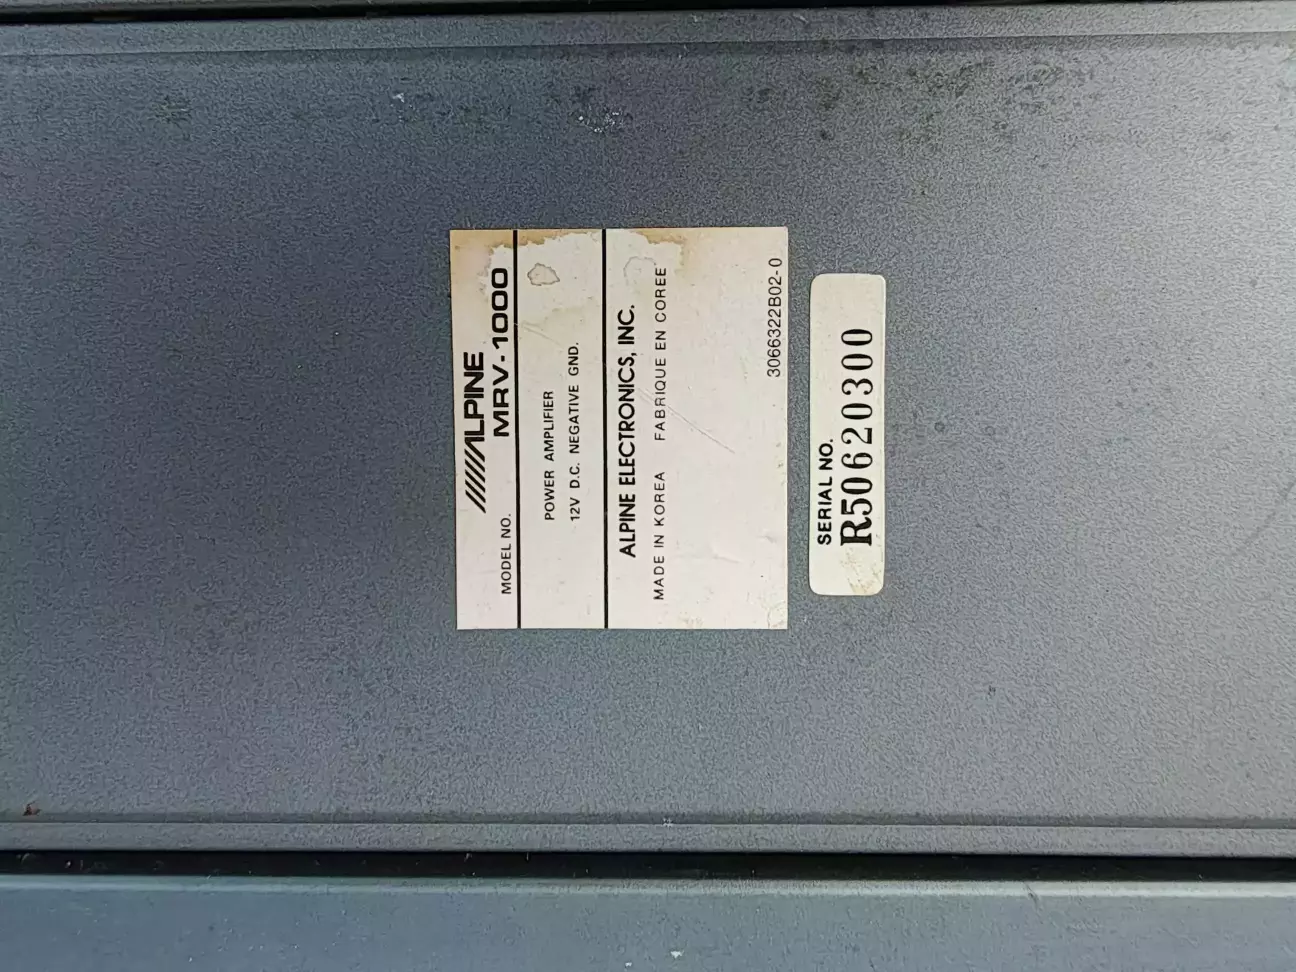 ALPINE
MODEL NO. MRV-1000
POWER AMPLIFIER
12V D.C. NEGATIVE GND.
ALPINE ELECTRONICS, INC.
MADE IN KOREA FABRIQUE EN COREE
3066322B02-0
SERIAL NO.
R50620300